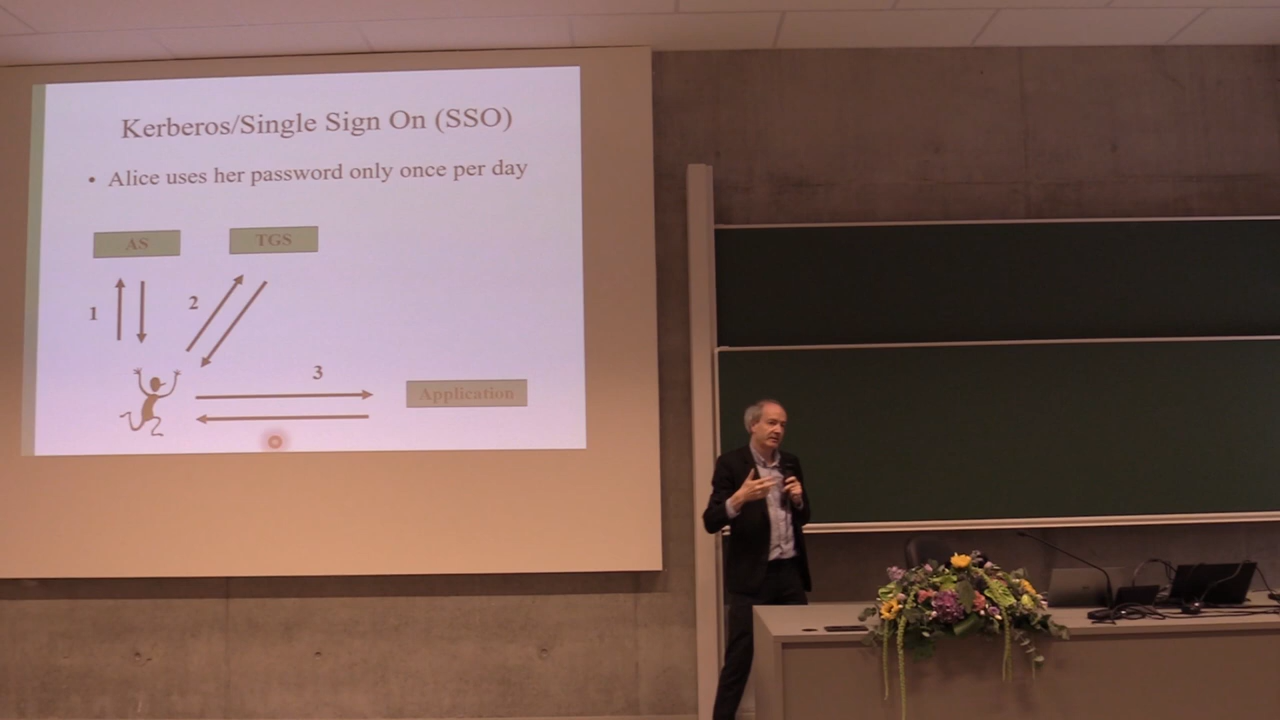 Kerberos/Single Sign On (SSO)
• Alice uses her password only once per day
AS
TGS
1
2
3
Application